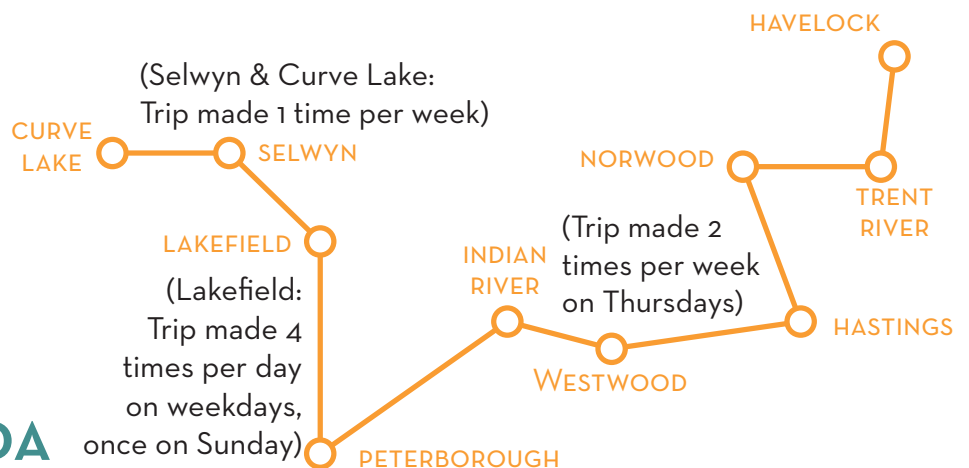 HAVELOCK
(Selwyn & Curve Lake:
Trip made 1 time per week)
CURVE
LAKE
SELWYN
NORWOOD
TRENT
RIVER
LAKEFIELD
INDIAN
RIVER
(Trip made 2
times per week
on Thursdays)
(Lakefield:
Trip made 4
times per day
on weekdays,
once on Sunday)
HASTINGS
WESTWOOD
PETERBOROUGH